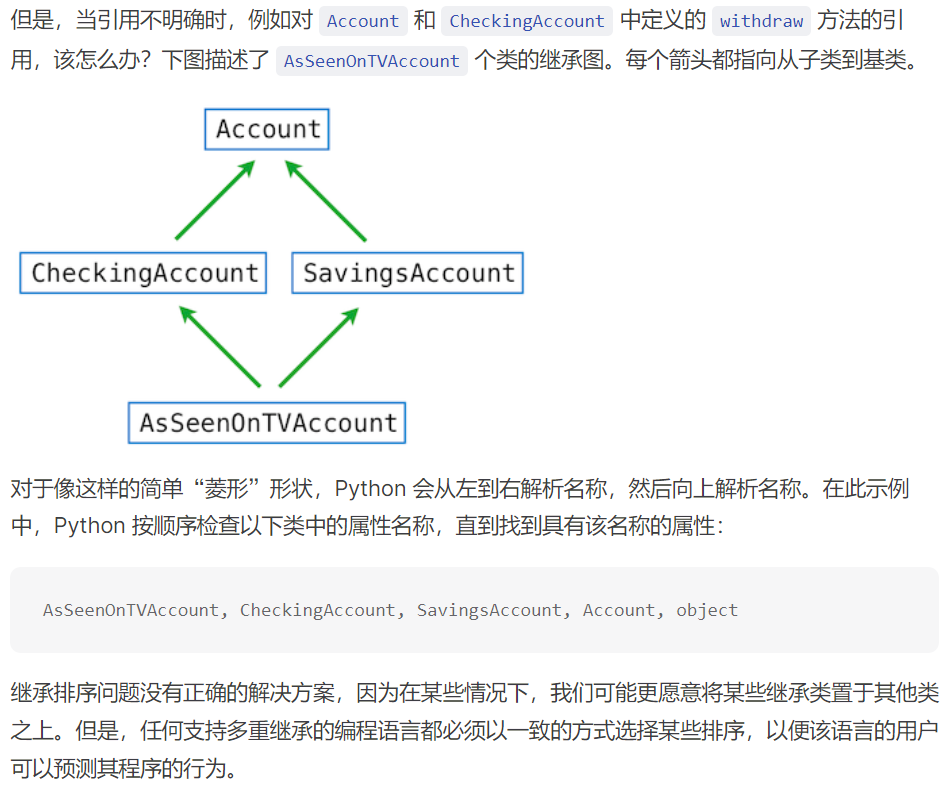 但是，当引用不明确时，例如对 Account 和 CheckingAccount 中定义的 withdraw 方法的引
用，该怎么办？下图描述了 AsSeenOnTVAccount 个类的继承图。每个箭头都指向从子类到基类。
Account
CheckingAccount
SavingsAccount
AsSeenOnTVAccount
对于像这样的简单“菱形”形状，Python 会从左到右解析名称，然后向上解析名称。在此示例
中，Python 按顺序检查以下类中的属性名称，直到找到具有该名称的属性：
AsSeenOnTVAccount, CheckingAccount, SavingsAccount, Account, object
继承排序问题没有正确的解决方案，因为在某些情况下，我们可能更愿意将某些继承类置于其他类
之上。但是，任何支持多重继承的编程语言都必须以一致的方式选择某些排序，以便该语言的用户
可以预测其程序的行为。